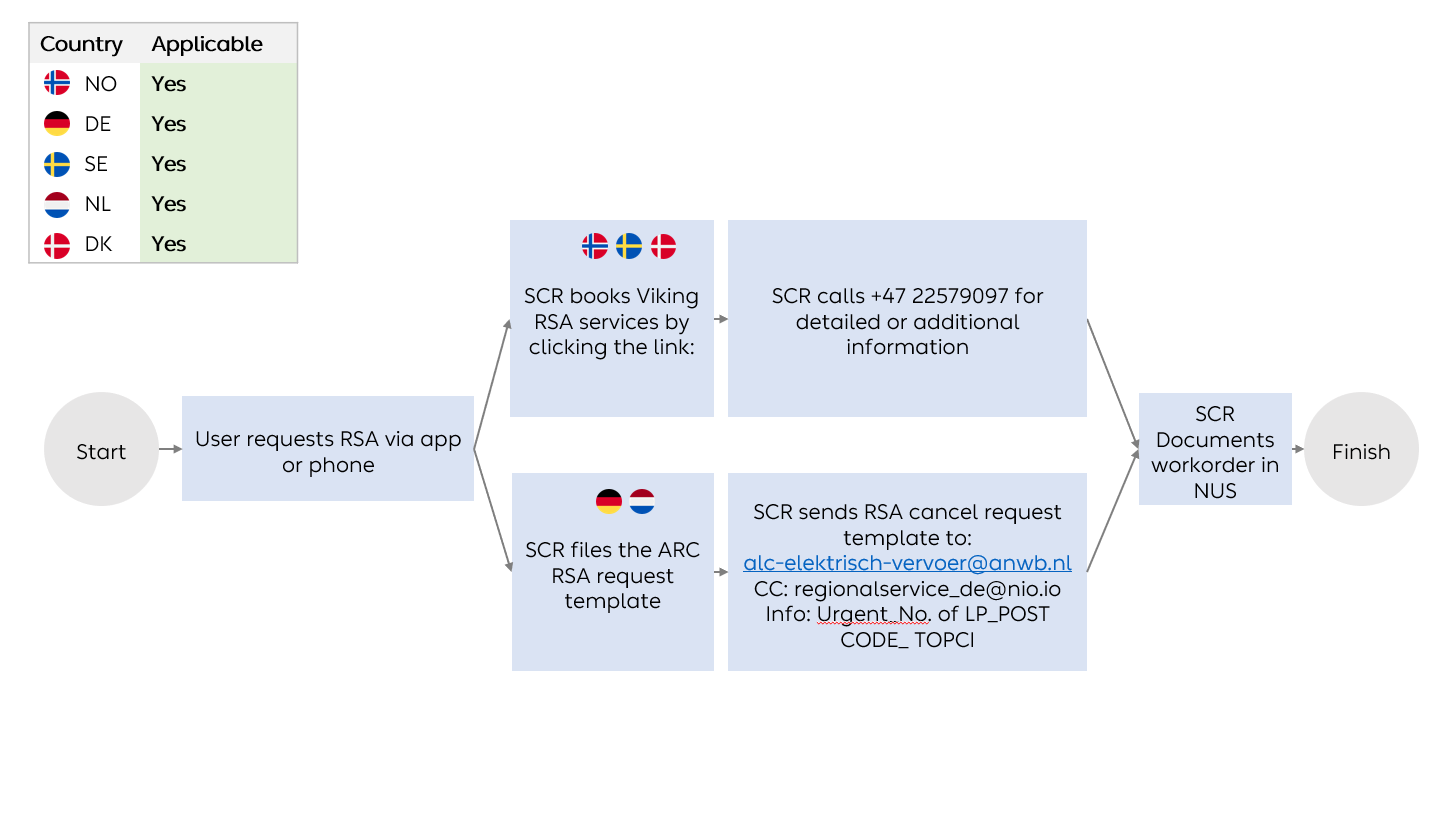 Country Applicable
NO Yes
DE Yes
SE Yes
NL Yes
DK Yes
Start
User requests RSA via app
or phone
SCR books Viking
RSA services by
clicking the link:
SCR calls +47 22579097 for
detailed or additional
information
SCR files the ARC
RSA request
template
SCR sends RSA cancel request
template to:
alc-elektrisch-vervoer@anwb.nl
CC: regionalservice_de@nio.io
Info: Urgent_No. of LP_POST
CODE_ TOPCI
SCR
Documents
workorder in
NUS
Finish